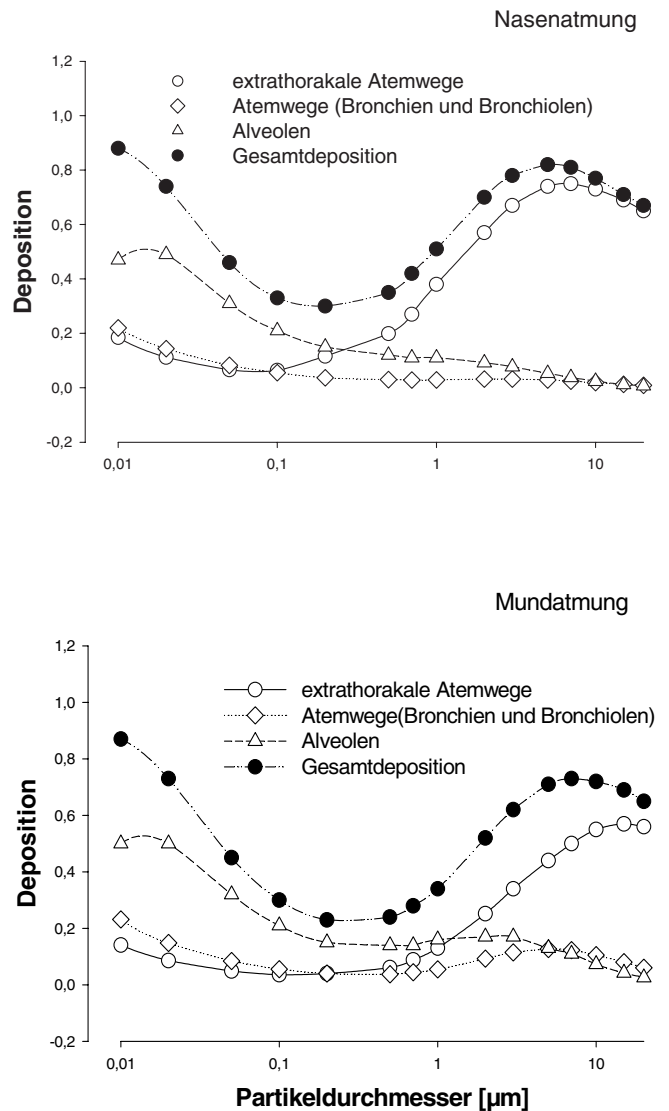 Nasenatmung
1,2
1,0
0,8
0,6
0,4
0,2
0,0
-0,2
Deposition
extrathorakale Atemwege
Atemwege (Bronchien und Bronchiolen)
Alveolen
Gesamtdeposition
0,01 0,1 1 10
Mundatmung
1,2
1,0
0,8
0,6
0,4
0,2
0,0
-0,2
Deposition
extrathorakale Atemwege
Atemwege(Bronchien und Bronchiolen)
Alveolen
Gesamtdeposition
0,01 0,1 1 10
Partikeldurchmesser [µm]